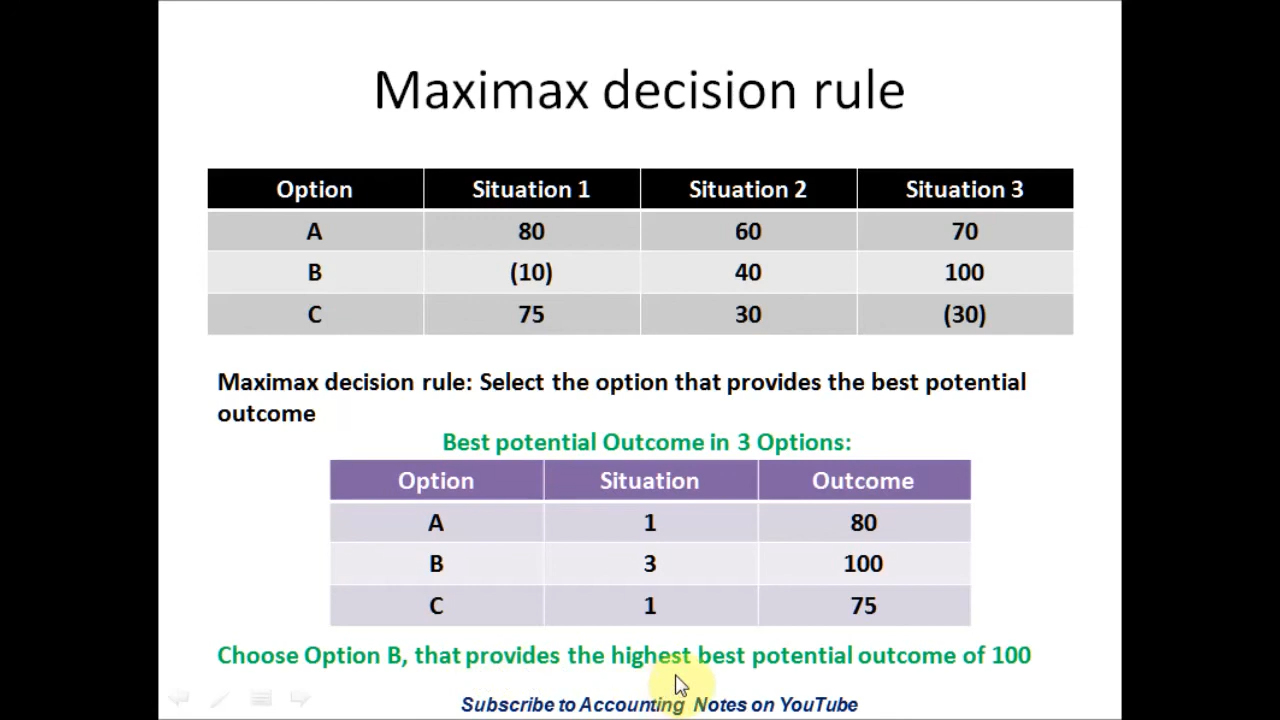 Maximax decision rule
Option Situation 1 Situation 2 Situation 3
A 80 60 70
B (10) 40 100
C 75 30 (30)
Maximax decision rule: Select the option that provides the best potential
outcome
Best potential Outcome in 3 Options:
Option Situation Outcome
A 1 80
B 3 100
C 1 75
Choose Option B, that provides the highest best potential outcome of 100
Subscribe to Accounting Notes on YouTube